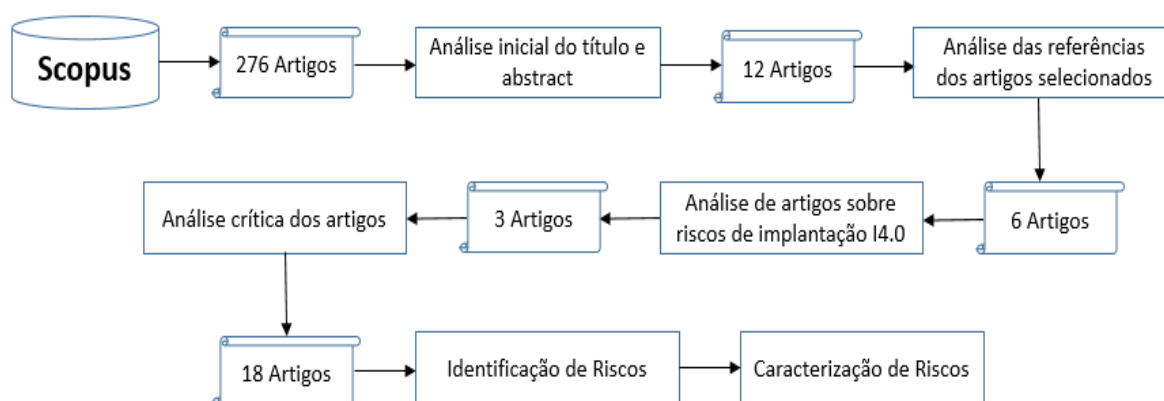 Scopus
276 Artigos
Análise inicial do título e
abstract
12 Artigos
Análise das referências
dos artigos selecionados
6 Artigos
Análise de artigos sobre
riscos de implantação I4.0
3 Artigos
Análise crítica dos artigos
18 Artigos
Identificação de Riscos
Caracterização de Riscos